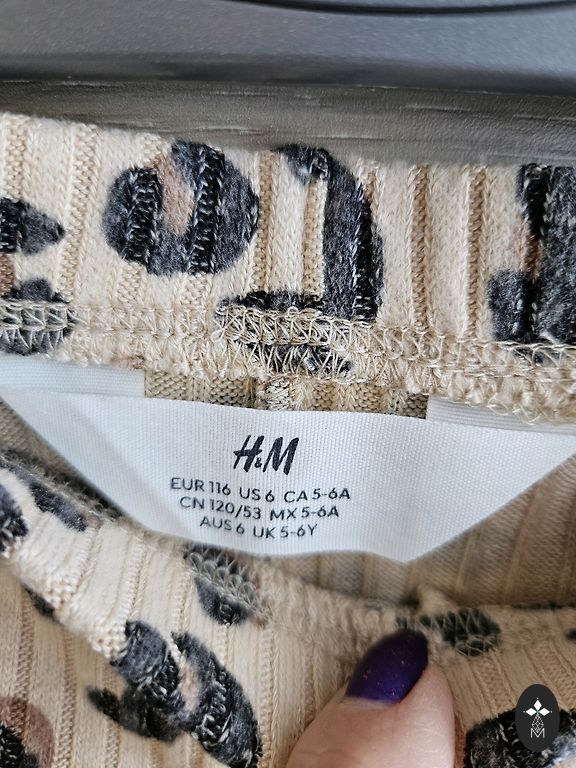 H&M
EUR 116 US 6 CA 5-6A
CN 120/53 MX 5-6A
AUS 6 UK 5-6Y
M